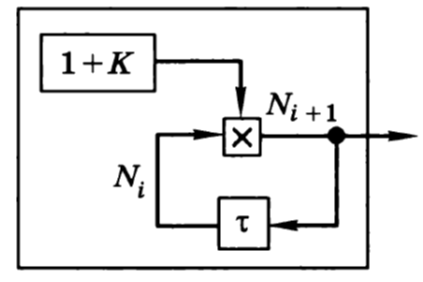 1+K
×
N_{i+1}
N_i
τ